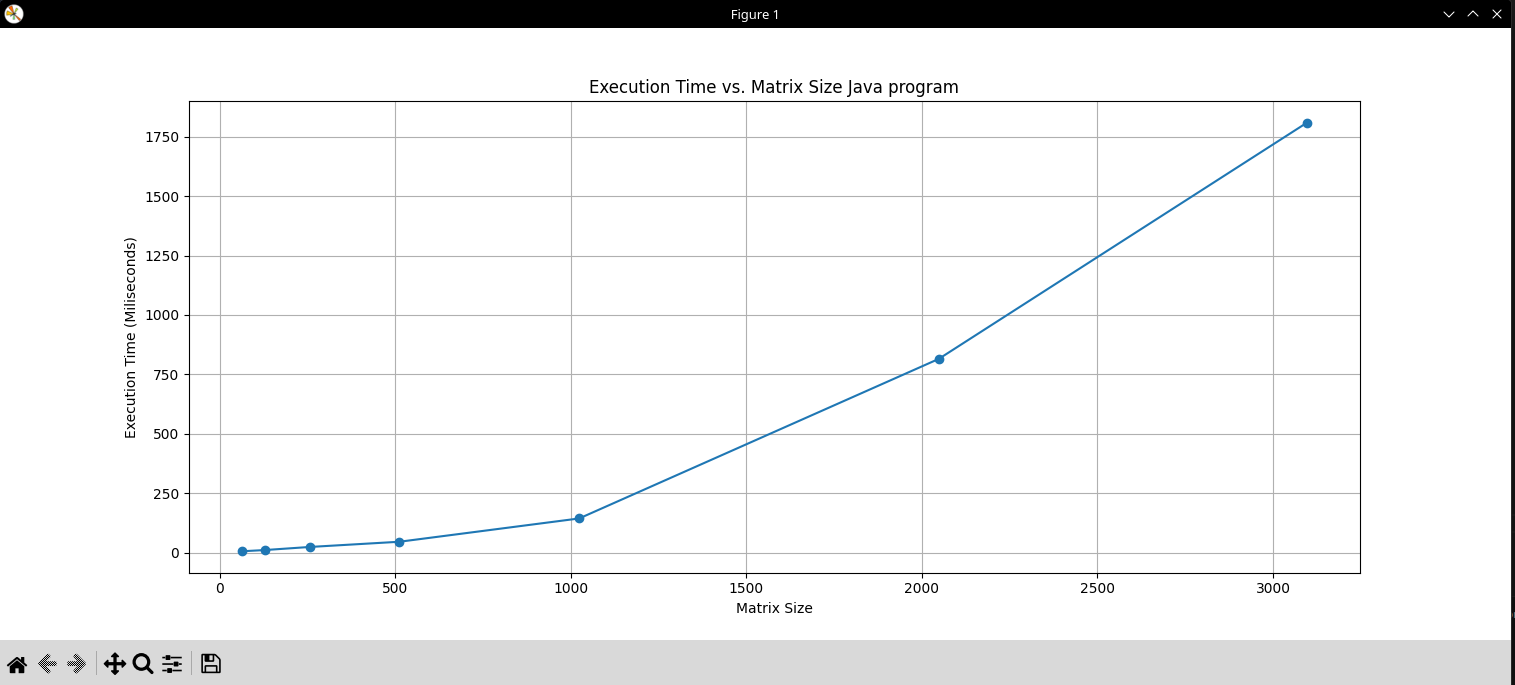 Figure 1
Execution Time vs. Matrix Size Java program
Execution Time (Miliseconds)
1750
1500
1250
1000
750
500
250
0
0 500 1000 1500 2000 2500 3000
Matrix Size